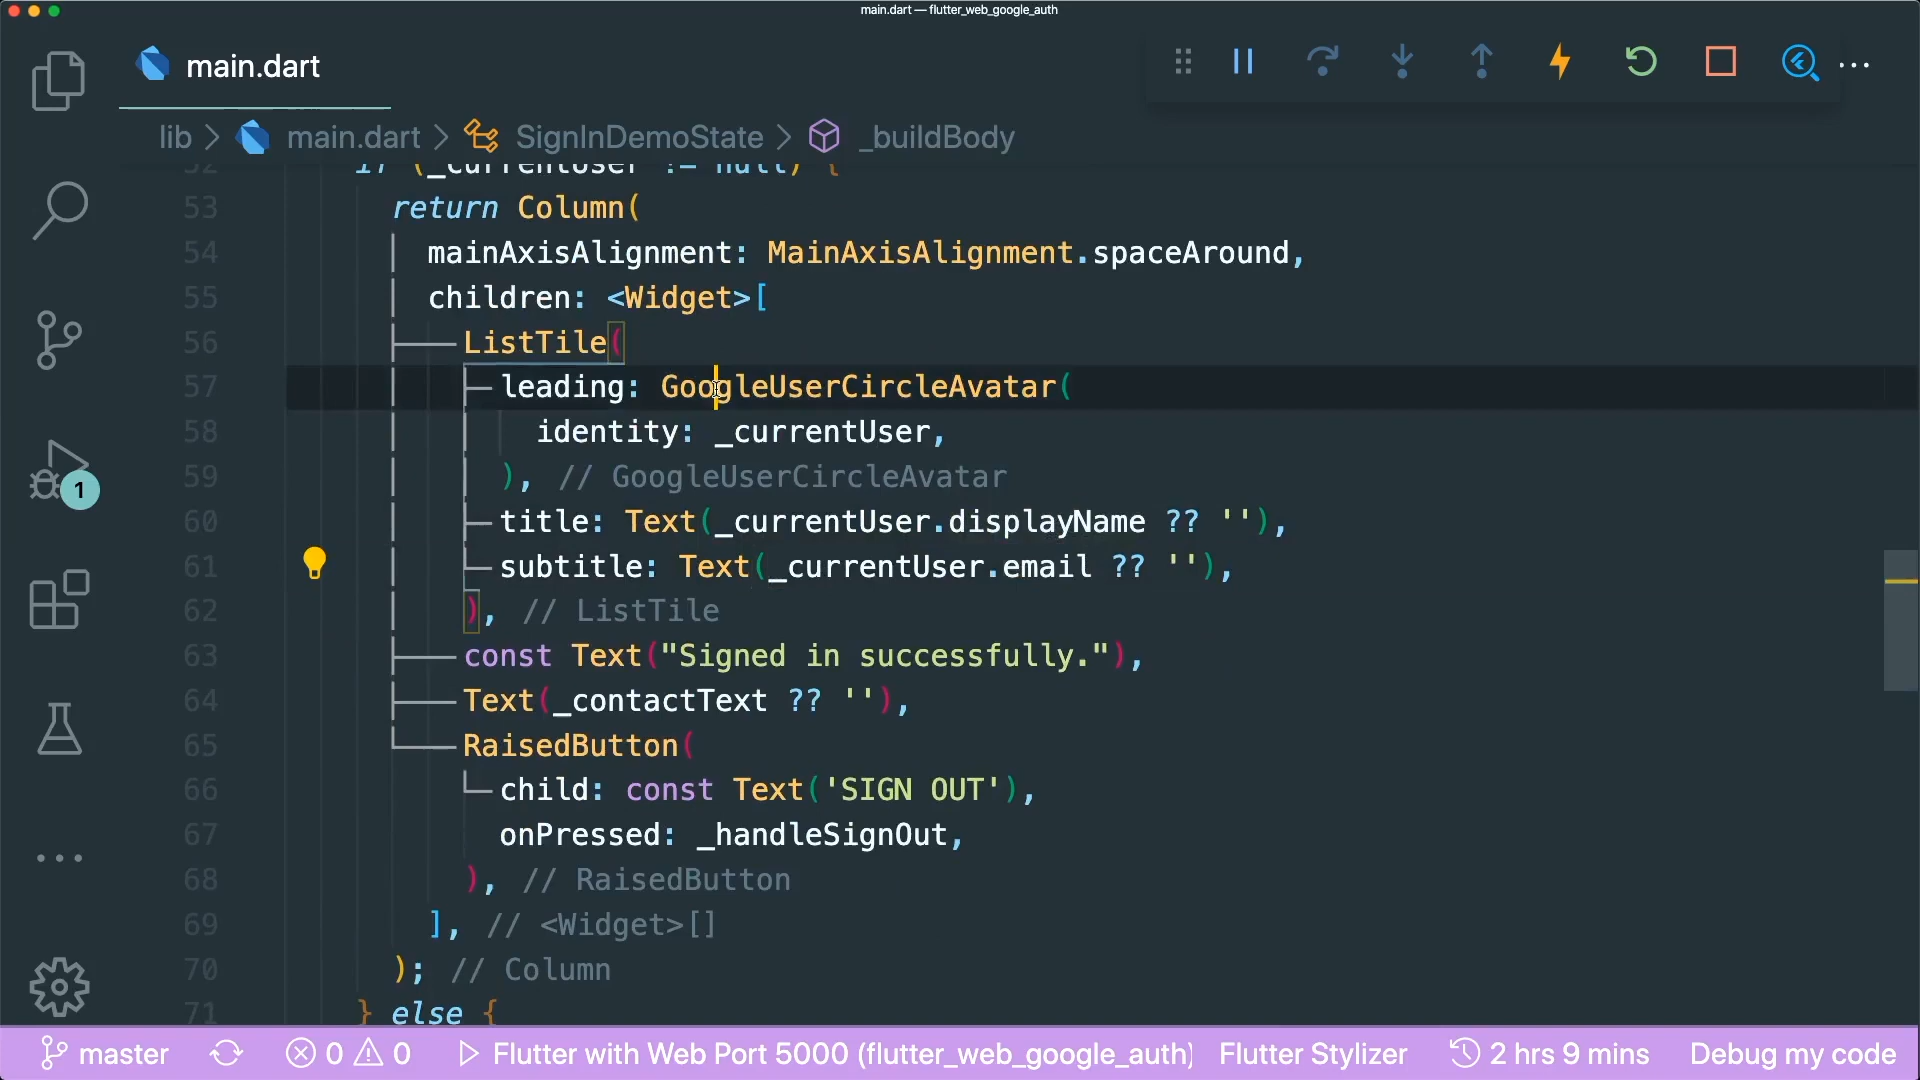 main.dart — flutter_web_google_auth
main.dart
lib > main.dart > SignInDemoState > _buildBody
52 if (_currentUser != null) {
53 return Column(
54 mainAxisAlignment: MainAxisAlignment.spaceAround,
55 children: <Widget>[
56 ListTile(
57 leading: GoogleUserCircleAvatar(
58 identity: _currentUser,
59 ), // GoogleUserCircleAvatar
60 title: Text(_currentUser.displayName ?? ''),
61 subtitle: Text(_currentUser.email ?? ''),
62 ), // ListTile
63 const Text("Signed in successfully."),
64 Text(_contactText ?? ''),
65 RaisedButton(
66 child: const Text('SIGN OUT'),
67 onPressed: _handleSignOut,
68 ), // RaisedButton
69 ], // <Widget>[]
70 ); // Column
71 } else {
1
master 0 0 Flutter with Web Port 5000 (flutter_web_google_auth) Flutter Stylizer 2 hrs 9 mins Debug my code